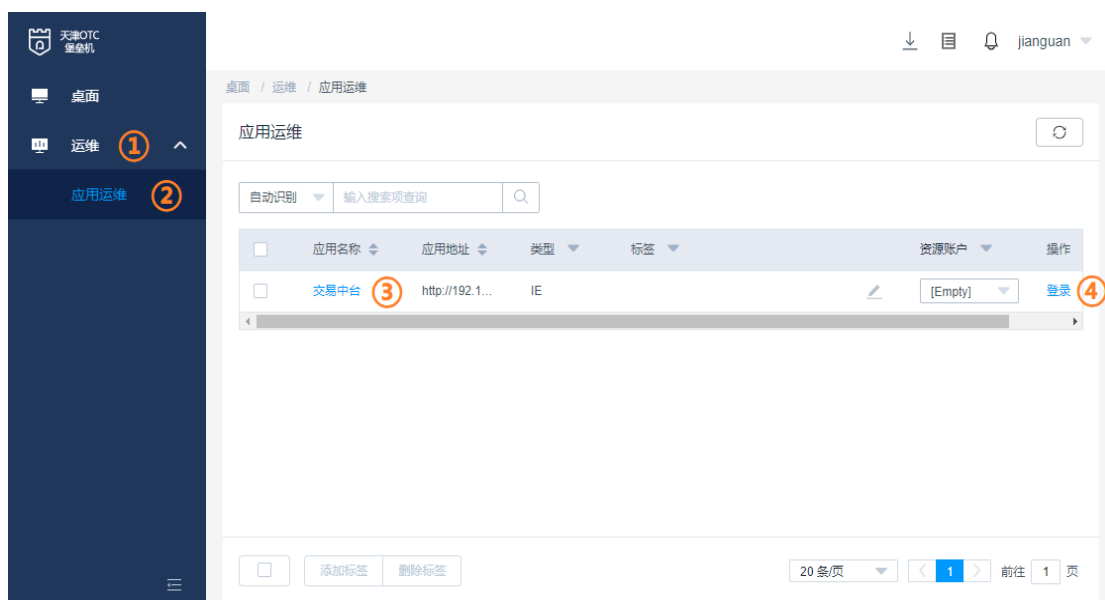 天津OTC
堡垒机
jianguan
桌面 / 运维 / 应用运维
桌面
运维 ①
应用运维 ②
应用运维
自动识别 输入搜索项查询
应用名称 应用地址 类型 标签 资源账户 操作
交易中台 ③ http://192.1... IE [Empty] 登录 ④
添加标签 删除标签 20 条/页 1 前往 1 页